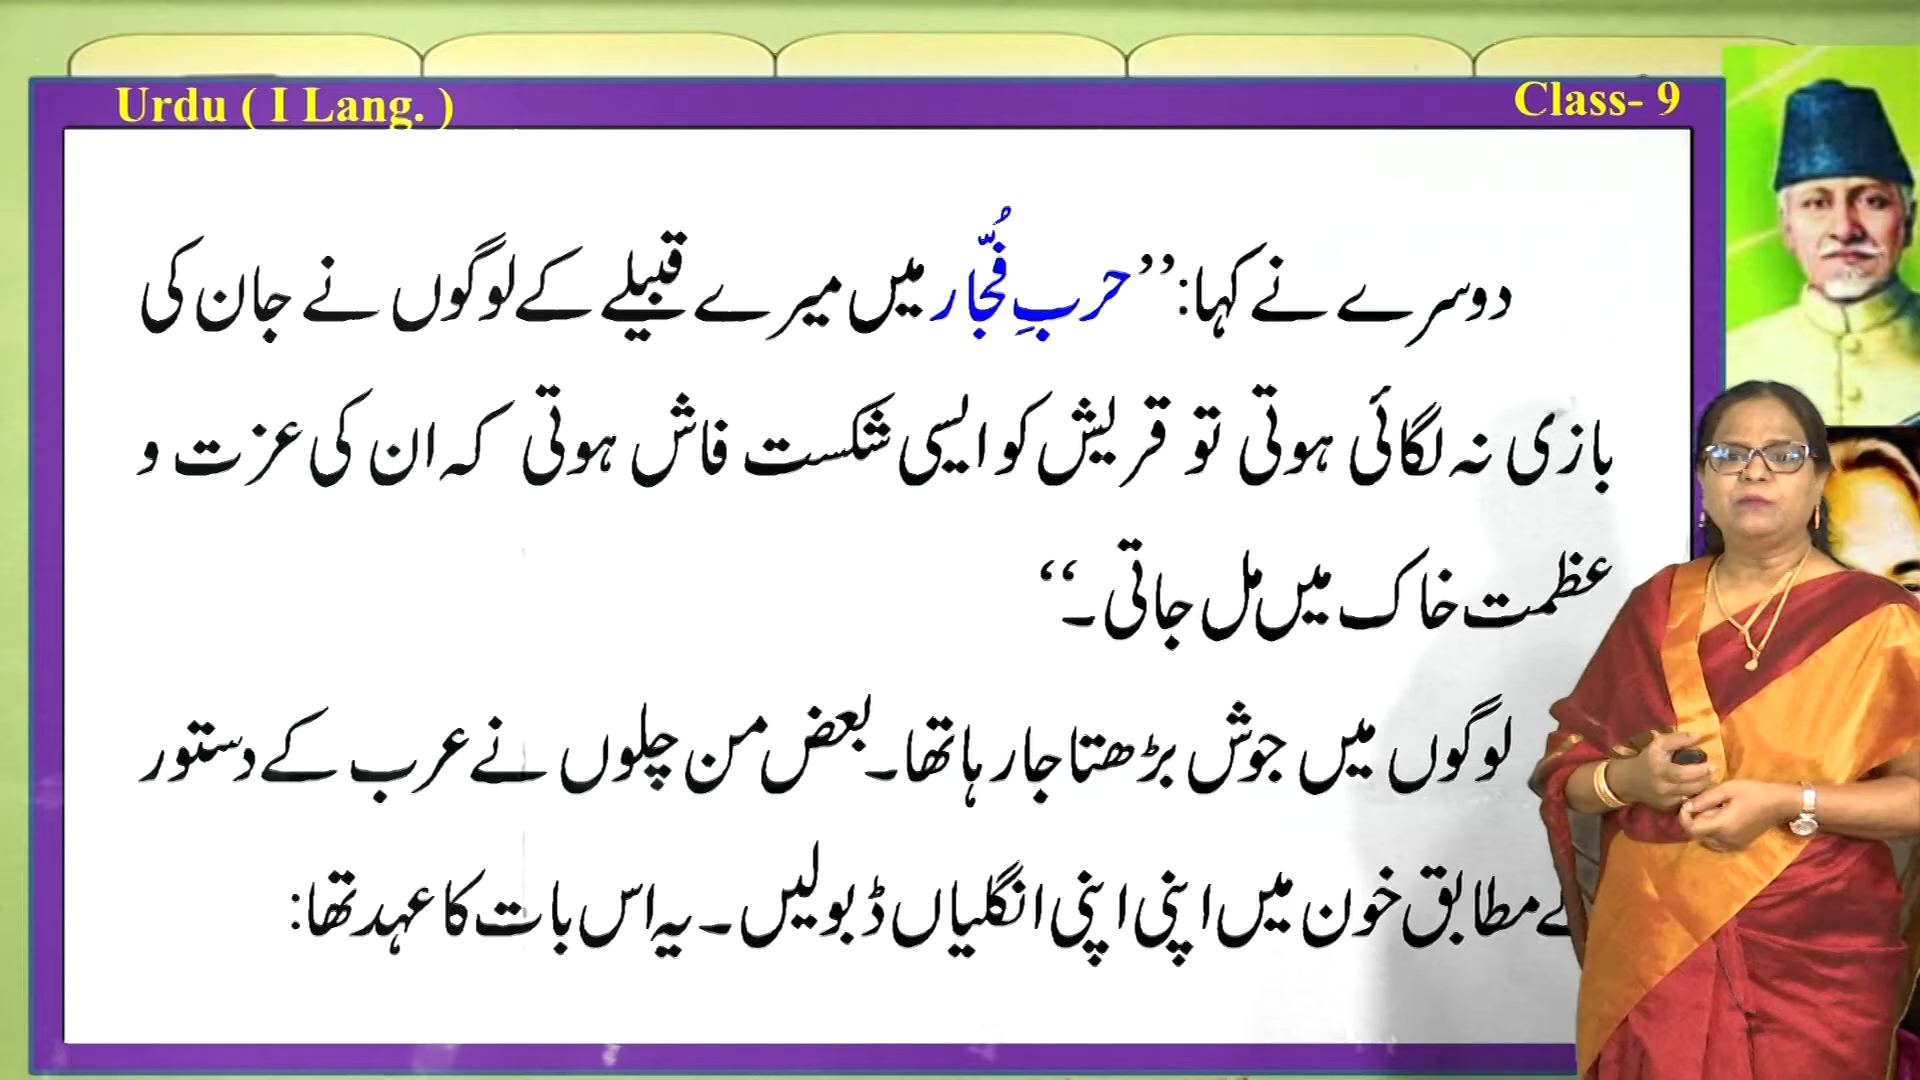 Urdu ( I Lang. )
Class- 9
دوسرے نے کہا: ’’حربِ فُجّار میں میرے قبیلے کے لوگوں نے جان کی
بازی نہ لگائی ہوتی تو قریش کو ایسی شکست فاش ہوتی کہ ان کی عزت و
عظمت خاک میں مل جاتی۔‘‘
لوگوں میں جوش بڑھتا جا رہا تھا۔ بعض من چلوں نے عرب کے دستور
مطابق خون میں اپنی اپنی انگلیاں ڈبو لیں۔ یہ اس بات کا عہد تھا: